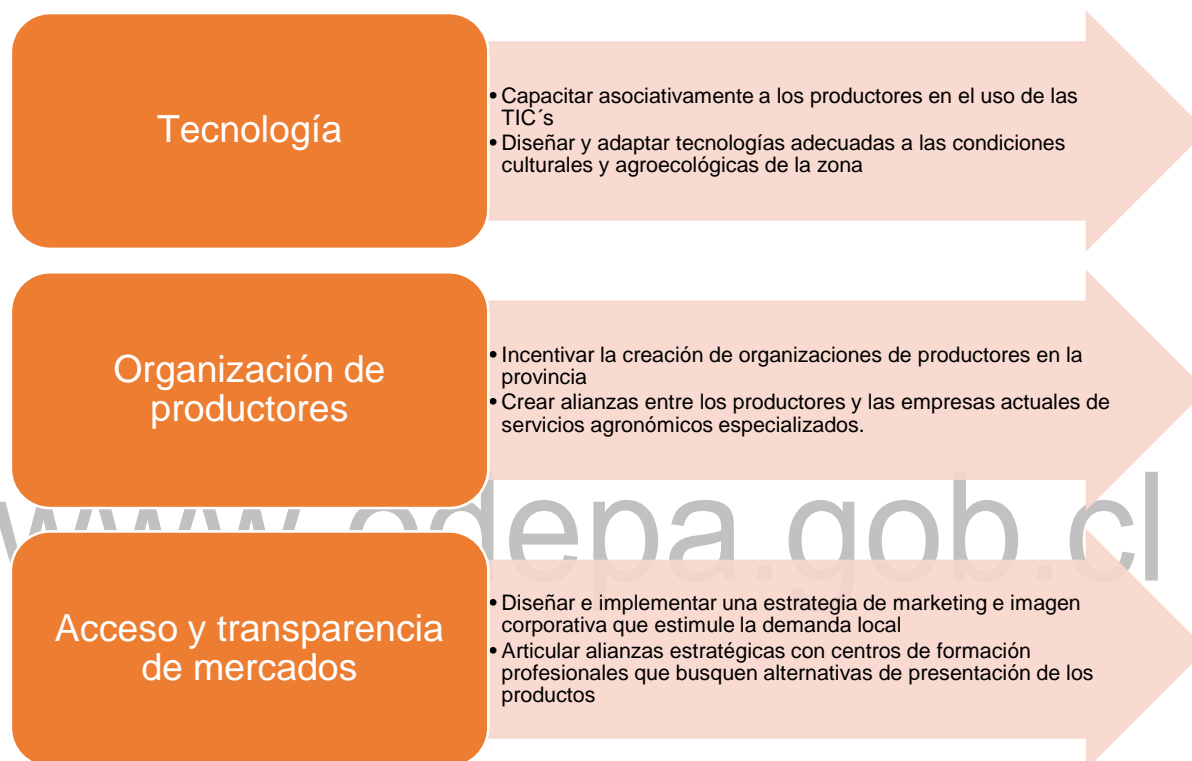 Tecnología
• Capacitar asociativamente a los productores en el uso de las
TIC´s
• Diseñar y adaptar tecnologías adecuadas a las condiciones
culturales y agroecológicas de la zona
Organización de
productores
• Incentivar la creación de organizaciones de productores en la
provincia
• Crear alianzas entre los productores y las empresas actuales de
servicios agronómicos especializados.
www.odepa.gob.cl
Acceso y transparencia
de mercados
• Diseñar e implementar una estrategia de marketing e imagen
corporativa que estimule la demanda local
• Articular alianzas estratégicas con centros de formación
profesionales que busquen alternativas de presentación de los
productos